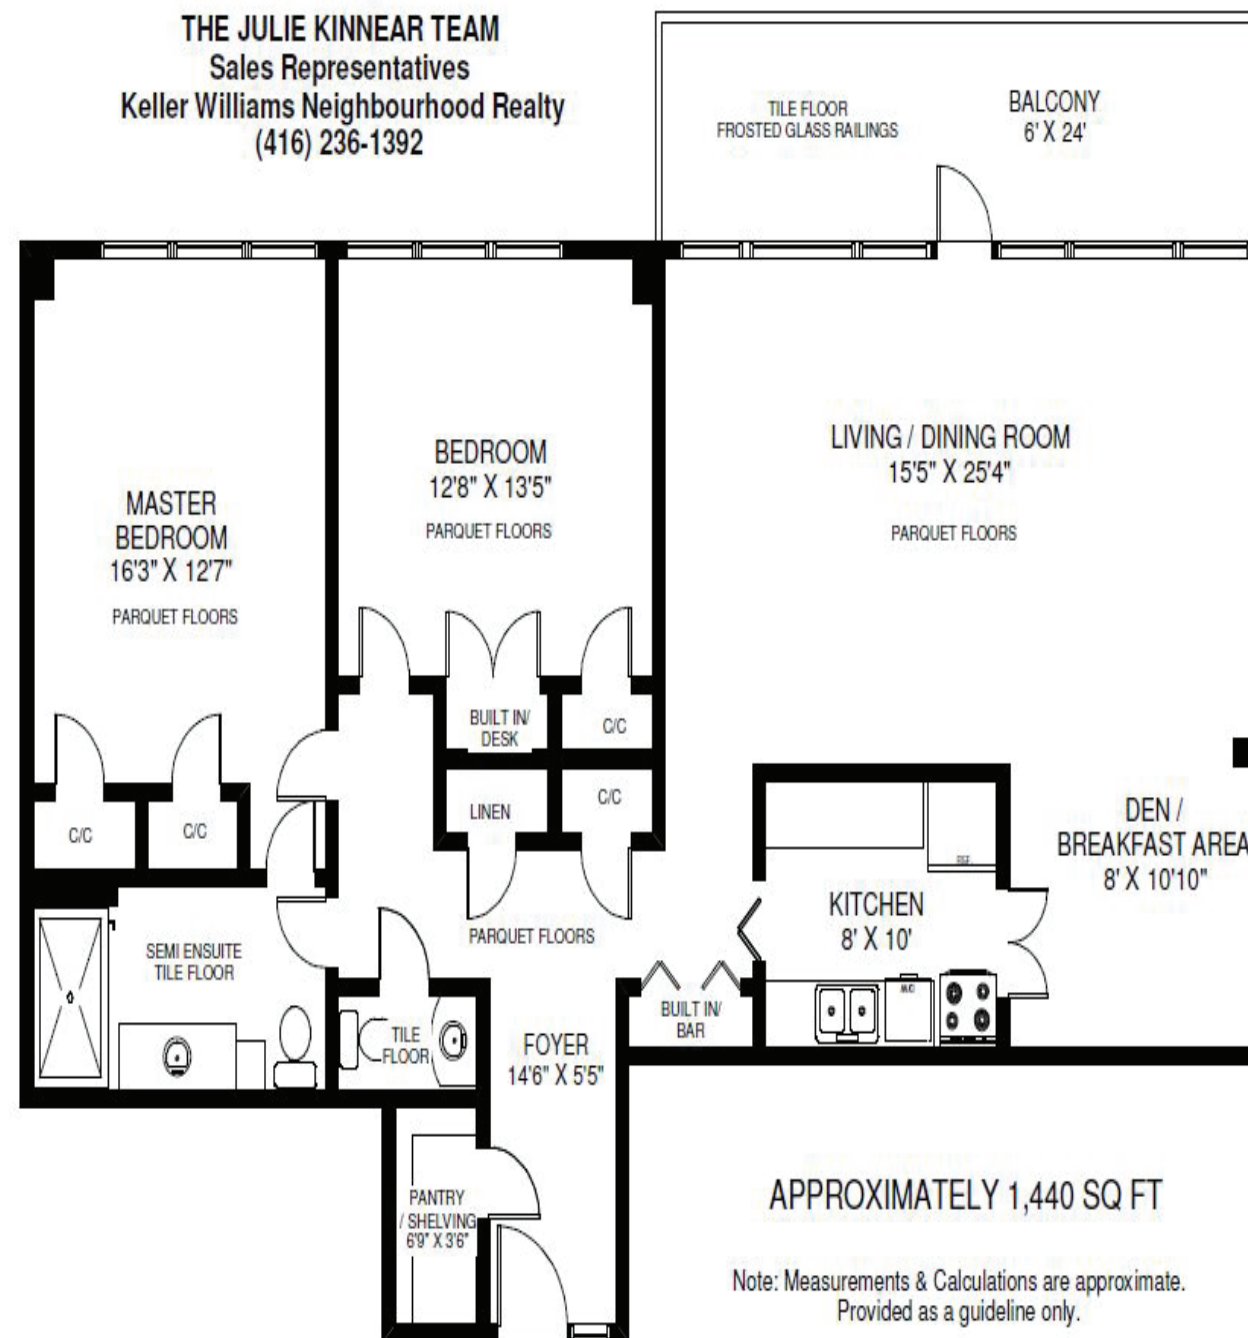 THE JULIE KINNEAR TEAM
Sales Representatives
Keller Williams Neighbourhood Realty
(416) 236-1392
TILE FLOOR
FROSTED GLASS RAILINGS
BALCONY
6' X 24'
MASTER
BEDROOM
16'3" X 12'7"
PARQUET FLOORS
BEDROOM
12'8" X 13'5"
PARQUET FLOORS
LIVING / DINING ROOM
15'5" X 25'4"
PARQUET FLOORS
BUILT IN/
DESK
C/C
C/C
C/C
LINEN
C/C
DEN /
BREAKFAST AREA
8' X 10'10"
REF.
KITCHEN
8' X 10'
SEMI ENSUITE
TILE FLOOR
PARQUET FLOORS
BUILT IN/
BAR
TILE
FLOOR
FOYER
14'6" X 5'5"
PANTRY
/ SHELVING
6'9" X 3'6"
APPROXIMATELY 1,440 SQ FT
Note: Measurements & Calculations are approximate.
Provided as a guideline only.